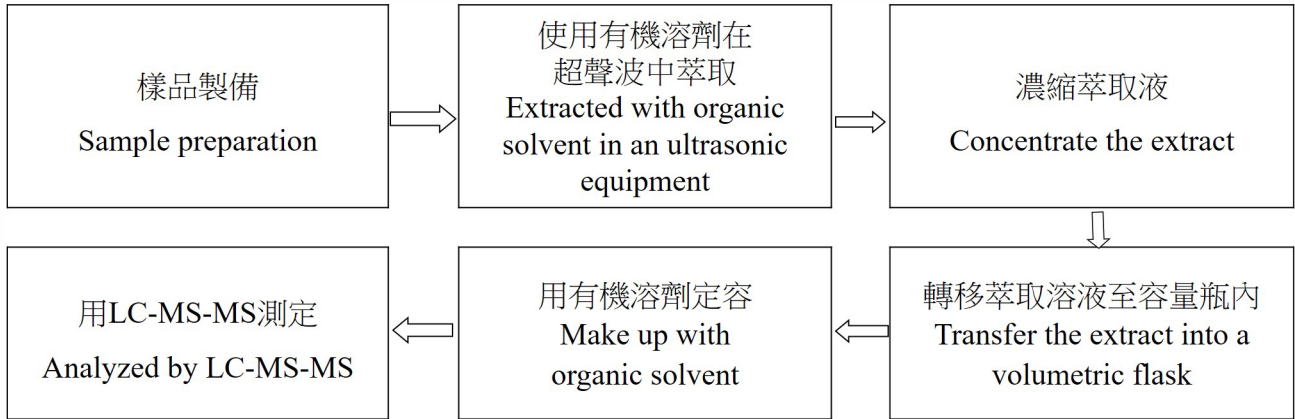 樣品製備
Sample preparation
使用有機溶劑在
超聲波中萃取
Extracted with organic
solvent in an ultrasonic
equipment
濃縮萃取液
Concentrate the extract
轉移萃取溶液至容量瓶內
Transfer the extract into a
volumetric flask
用有機溶劑定容
Make up with
organic solvent
用LC-MS-MS測定
Analyzed by LC-MS-MS